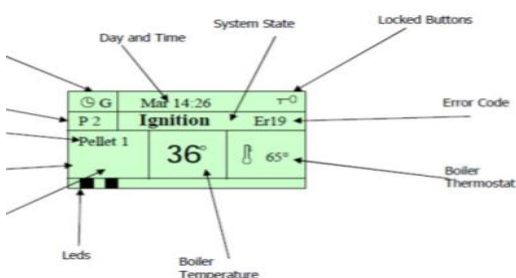 Day and Time
System State
Locked Buttons
G
Mar 14:26
P 2
Ignition
Er19
Error Code
Pellet 1
36°
65°
Boiler
Thermostat
Leds
Boiler
Temperature